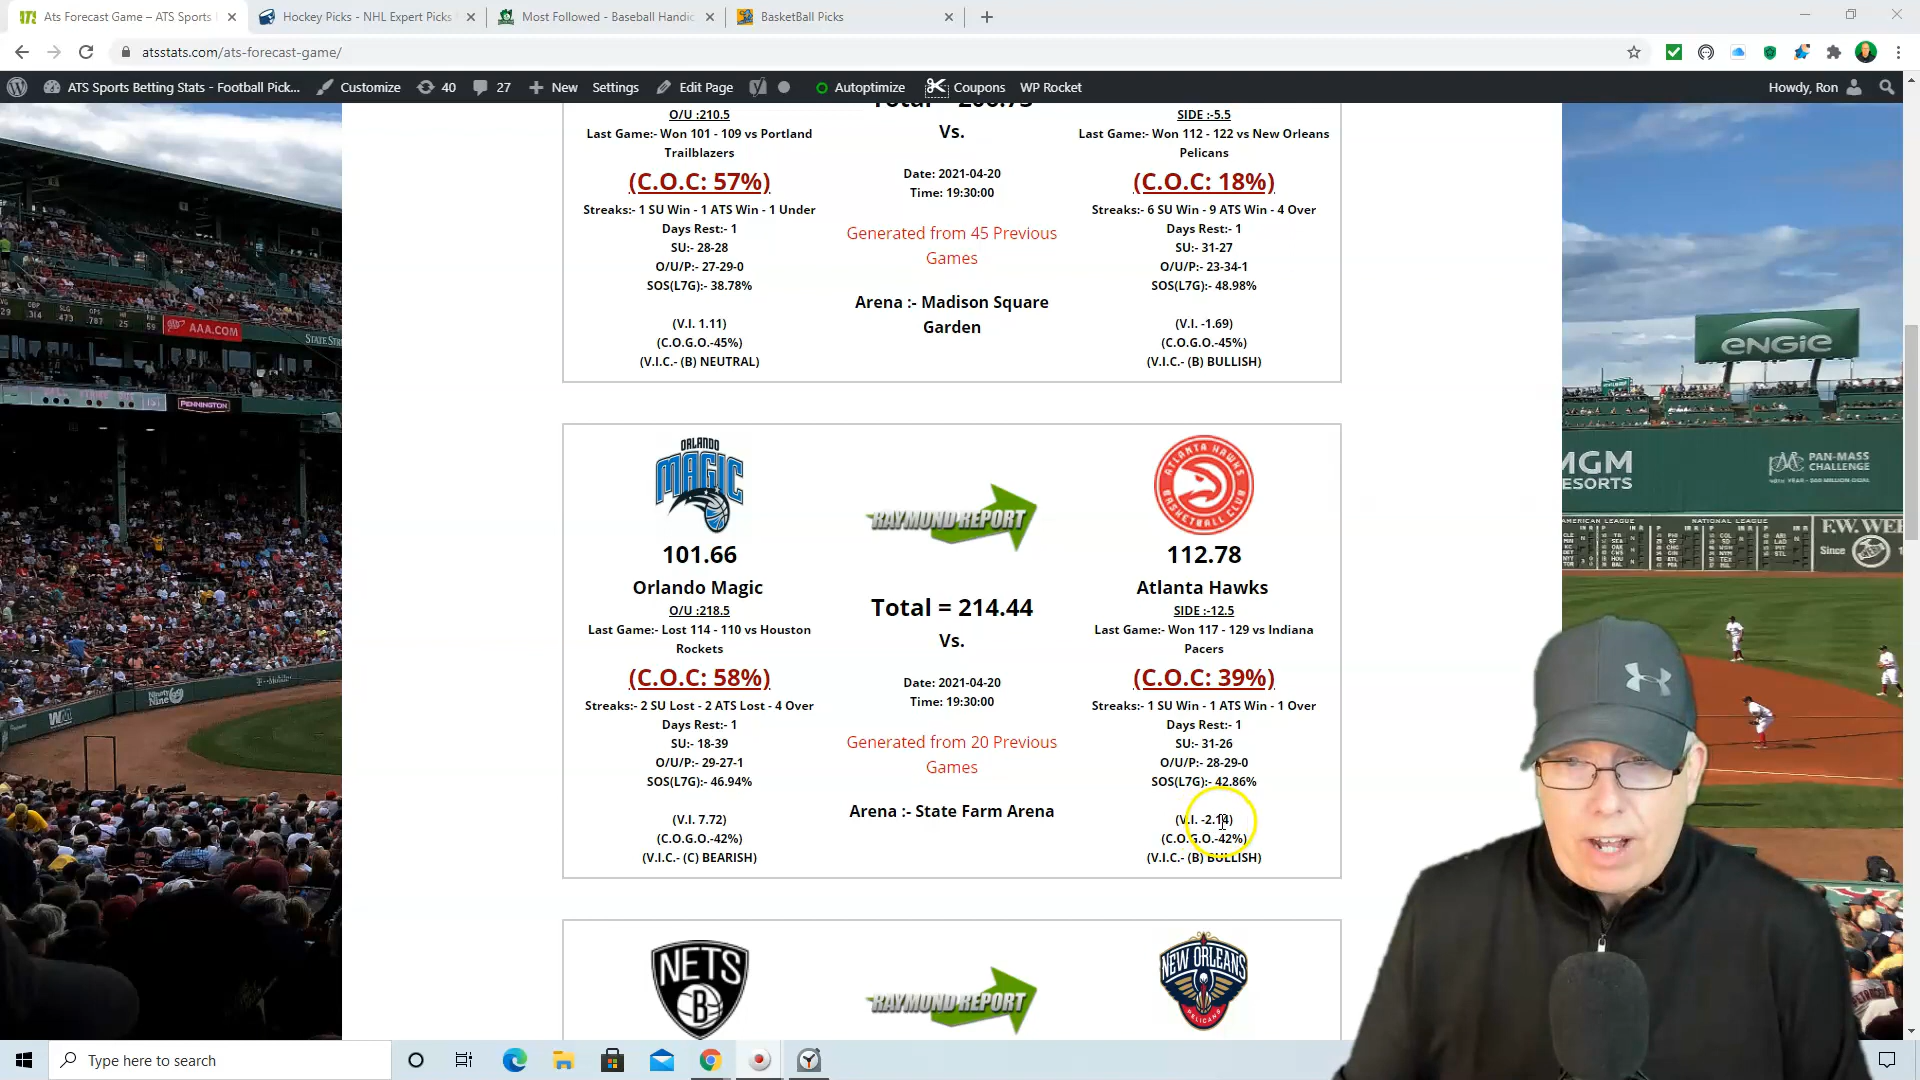 Ats Forecast Game – ATS Sports
Hockey Picks - NHL Expert Picks
Most Followed - Baseball Handic
BasketBall Picks
atsstats.com/ats-forecast-game/
ATS Sports Betting Stats - Football Pick...
Customize
40
27
New
Settings
Edit Page
Autoptimize
Coupons
WP Rocket
Howdy, Ron
O/U :210.5
Last Game:- Won 101 - 109 vs Portland
Trailblazers
(C.O.C: 57%)
Streaks:- 1 SU Win - 1 ATS Win - 1 Under
Days Rest:- 1
SU:- 28-28
O/U/P:- 27-29-0
SOS(L7G):- 38.78%
(V.I. 1.11)
(C.O.G.O.-45%)
(V.I.C.- (B) NEUTRAL)
Vs.
Date: 2021-04-20
Time: 19:30:00
Generated from 45 Previous
Games
Arena :- Madison Square
Garden
SIDE :-5.5
Last Game:- Won 112 - 122 vs New Orleans
Pelicans
(C.O.C: 18%)
Streaks:- 6 SU Win - 9 ATS Win - 4 Over
Days Rest:- 1
SU:- 31-27
O/U/P:- 23-34-1
SOS(L7G):- 48.98%
(V.I. -1.69)
(C.O.G.O.-45%)
(V.I.C.- (B) BULLISH)
ORLANDO
MAGIC
101.66
Orlando Magic
O/U :218.5
Last Game:- Lost 114 - 110 vs Houston
Rockets
(C.O.C: 58%)
Streaks:- 2 SU Lost - 2 ATS Lost - 4 Over
Days Rest:- 1
SU:- 18-39
O/U/P:- 29-27-1
SOS(L7G):- 46.94%
(V.I. 7.72)
(C.O.G.O.-42%)
(V.I.C.- (C) BEARISH)
RAYMOND REPORT
Total = 214.44
Vs.
Date: 2021-04-20
Time: 19:30:00
Generated from 20 Previous
Games
Arena :- State Farm Arena
ATLANTA HAWKS
BASKETBALL CLUB
112.78
Atlanta Hawks
SIDE :-12.5
Last Game:- Won 117 - 129 vs Indiana
Pacers
(C.O.C: 39%)
Streaks:- 1 SU Win - 1 ATS Win - 1 Over
Days Rest:- 1
SU:- 31-26
O/U/P:- 28-29-0
SOS(L7G):- 42.86%
(V.I. -2.14)
(C.O.G.O.-42%)
(V.I.C.- (B) BULLISH)
NETS
B
RAYMOND REPORT
NEW ORLEANS
PELICANS
AAA.COM
PENNINGTON
ENGIE
MGM
PAN-MASS
CHALLENGE
AMERICAN LEAGUE
NATIONAL LEAGUE
F.W. WE
Since
Type here to search